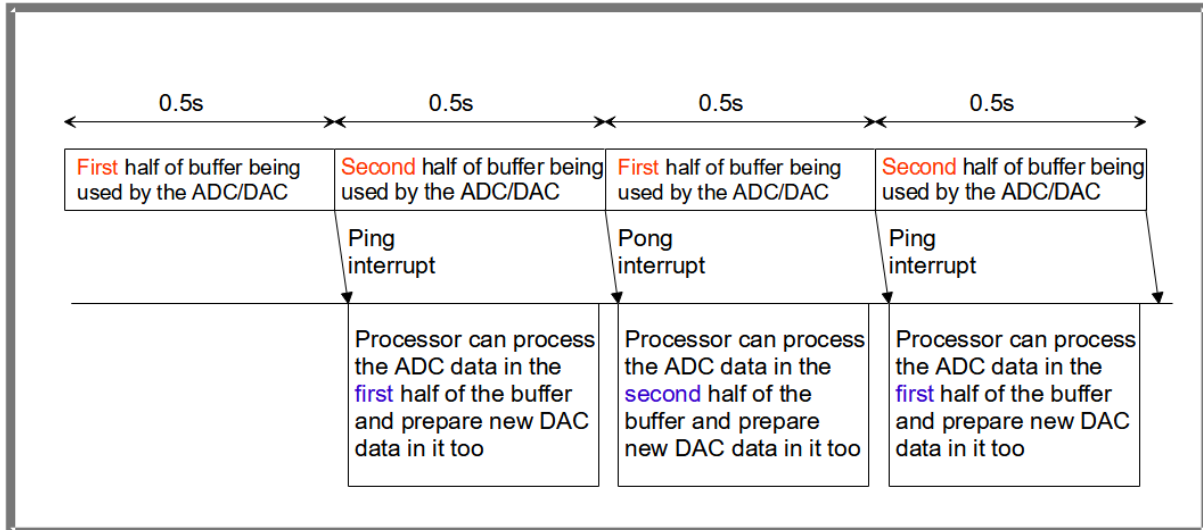 0.5s
0.5s
0.5s
0.5s
First half of buffer being
used by the ADC/DAC
Second half of buffer being
used by the ADC/DAC
First half of buffer being
used by the ADC/DAC
Second half of buffer being
used by the ADC/DAC
Ping
interrupt
Pong
interrupt
Ping
interrupt
Processor can process
the ADC data in the
first half of the buffer
and prepare new DAC
data in it too
Processor can process
the ADC data in the
second half of the
buffer and prepare
new DAC data in it too
Processor can process
the ADC data in the
first half of the buffer
and prepare new DAC
data in it too